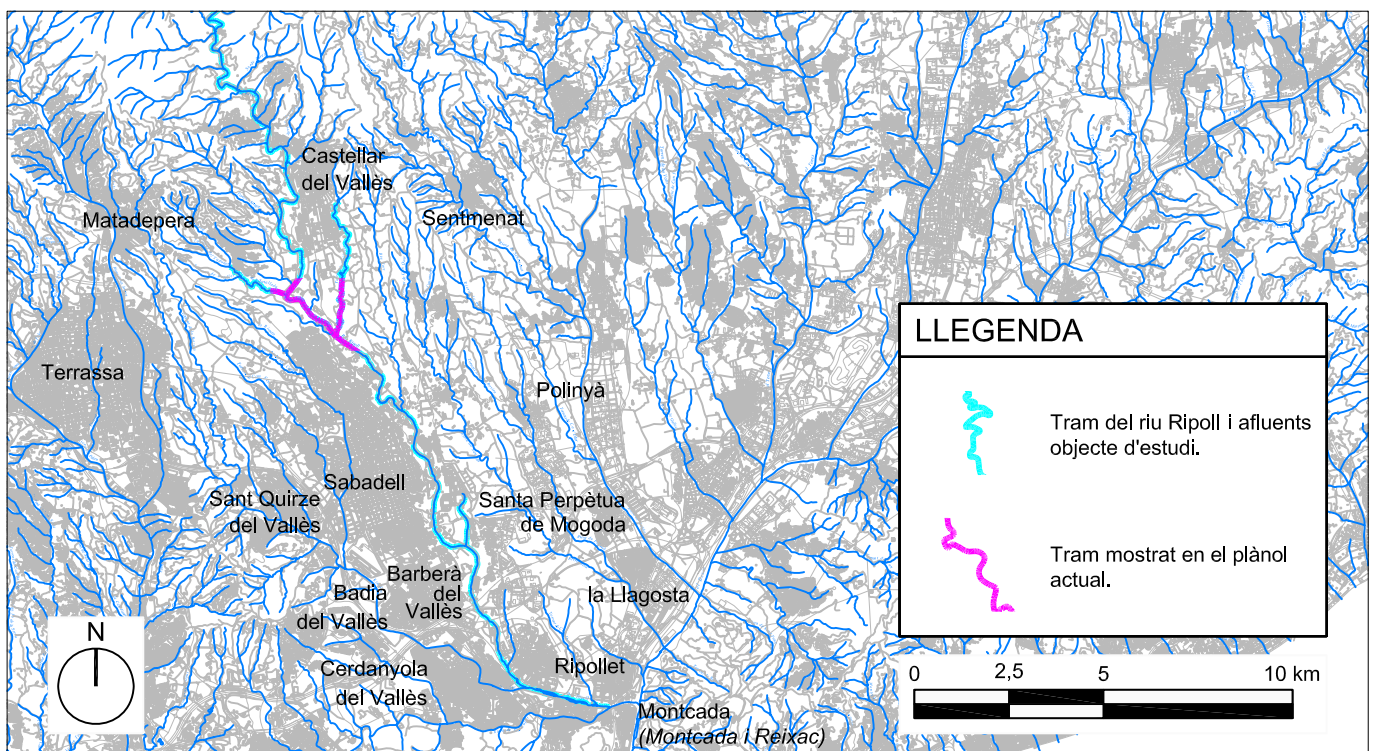 Castellar
del Vallès
Matadepera
Sentmenat
Terrassa
Polinyà
Sabadell
Sant Quirze
del Vallès
Santa Perpètua
de Mogoda
Barberà
del
Vallès
Badia
del Vallès
la Llagosta
Cerdanyola
del Vallès
Ripollet
Montcada
(Montcada i Reixac)
N
LLEGENDA
Tram del riu Ripoll i afluents
objecte d'estudi.
Tram mostrat en el plànol
actual.
0 2,5 5 10 km